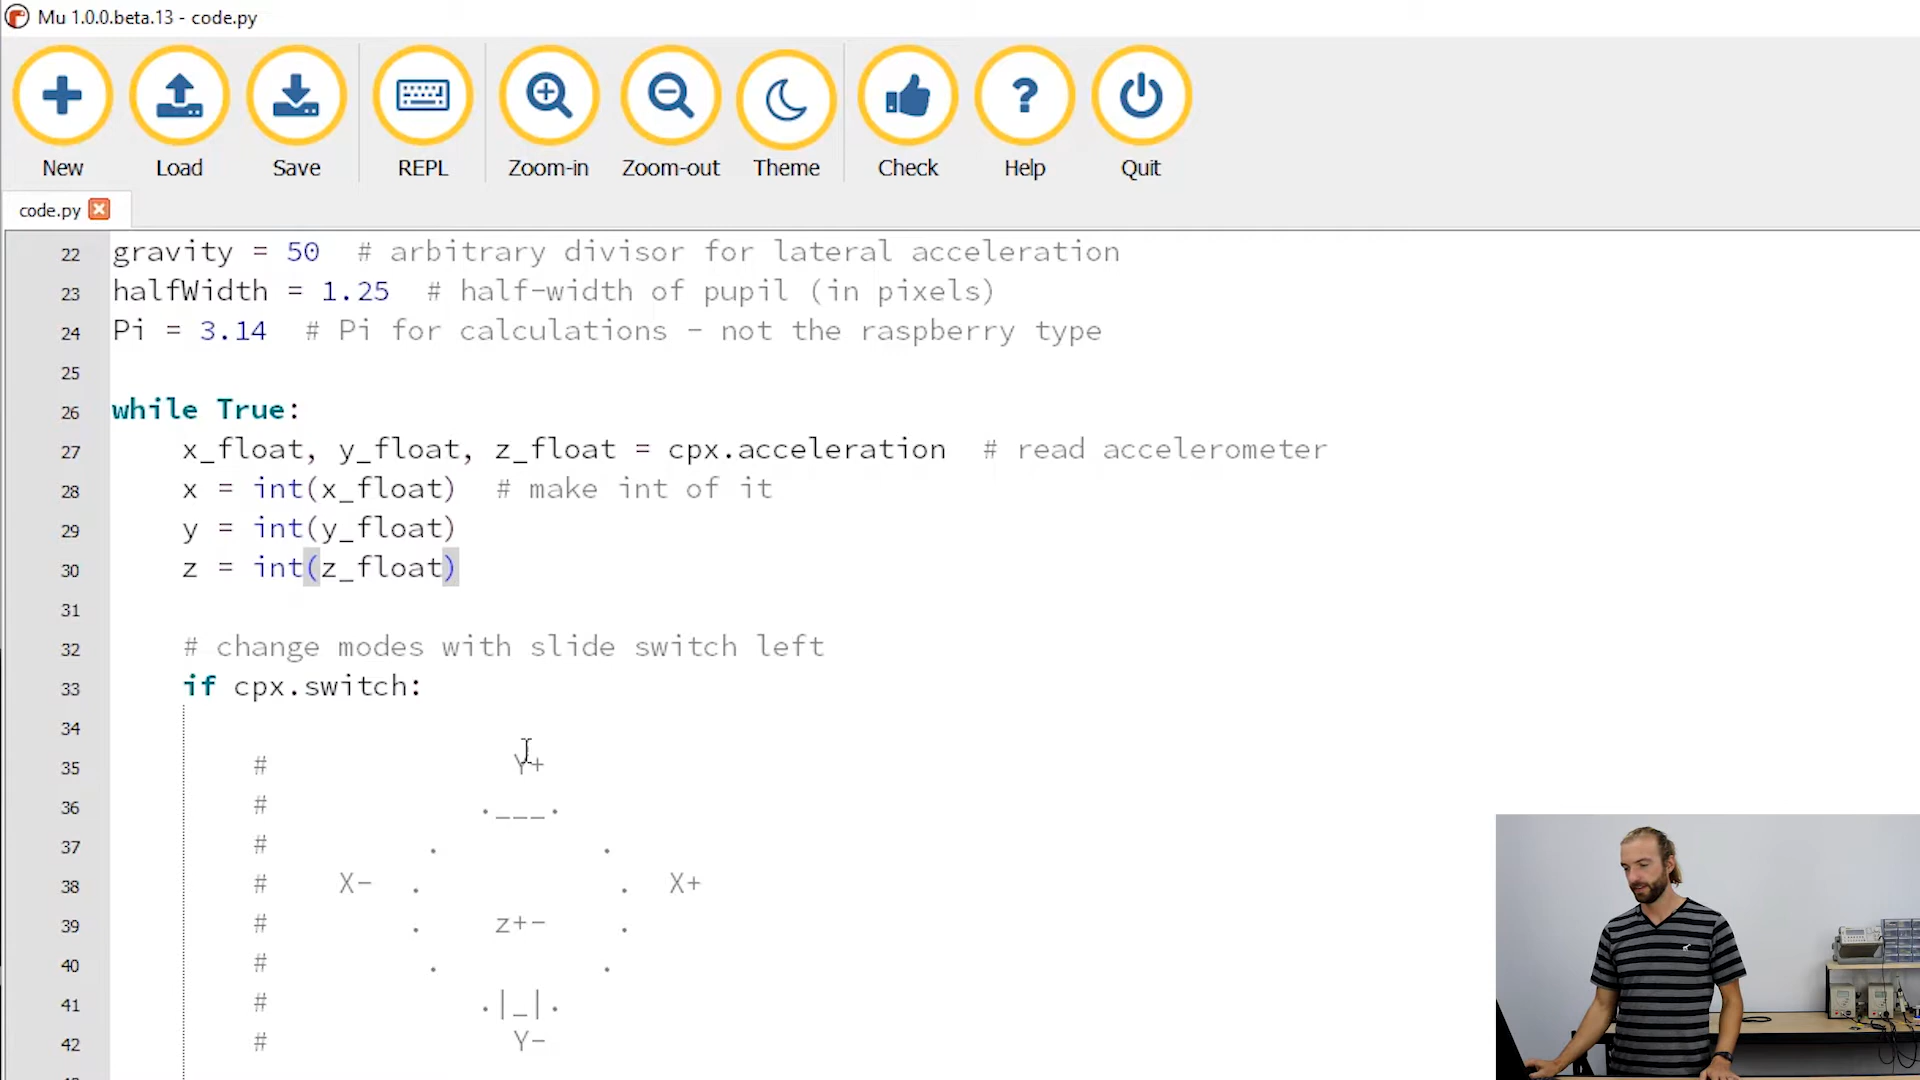 Mu 1.0.0.beta.13 - code.py
New Load Save REPL Zoom-in Zoom-out Theme Check Help Quit
code.py
22 gravity = 50  # arbitrary divisor for lateral acceleration
23 halfWidth = 1.25  # half-width of pupil (in pixels)
24 Pi = 3.14  # Pi for calculations - not the raspberry type
25
26 while True:
27     x_float, y_float, z_float = cpx.acceleration  # read accelerometer
28     x = int(x_float)  # make int of it
29     y = int(y_float)
30     z = int(z_float)
31
32     # change modes with slide switch left
33     if cpx.switch:
34
35         #               Y+
36         #             .___.
37         #          .         .
38         #    X-   .           .  X+
39         #         .    z+-    .
40         #          .         .
41         #             .|_|.
42         #               Y-